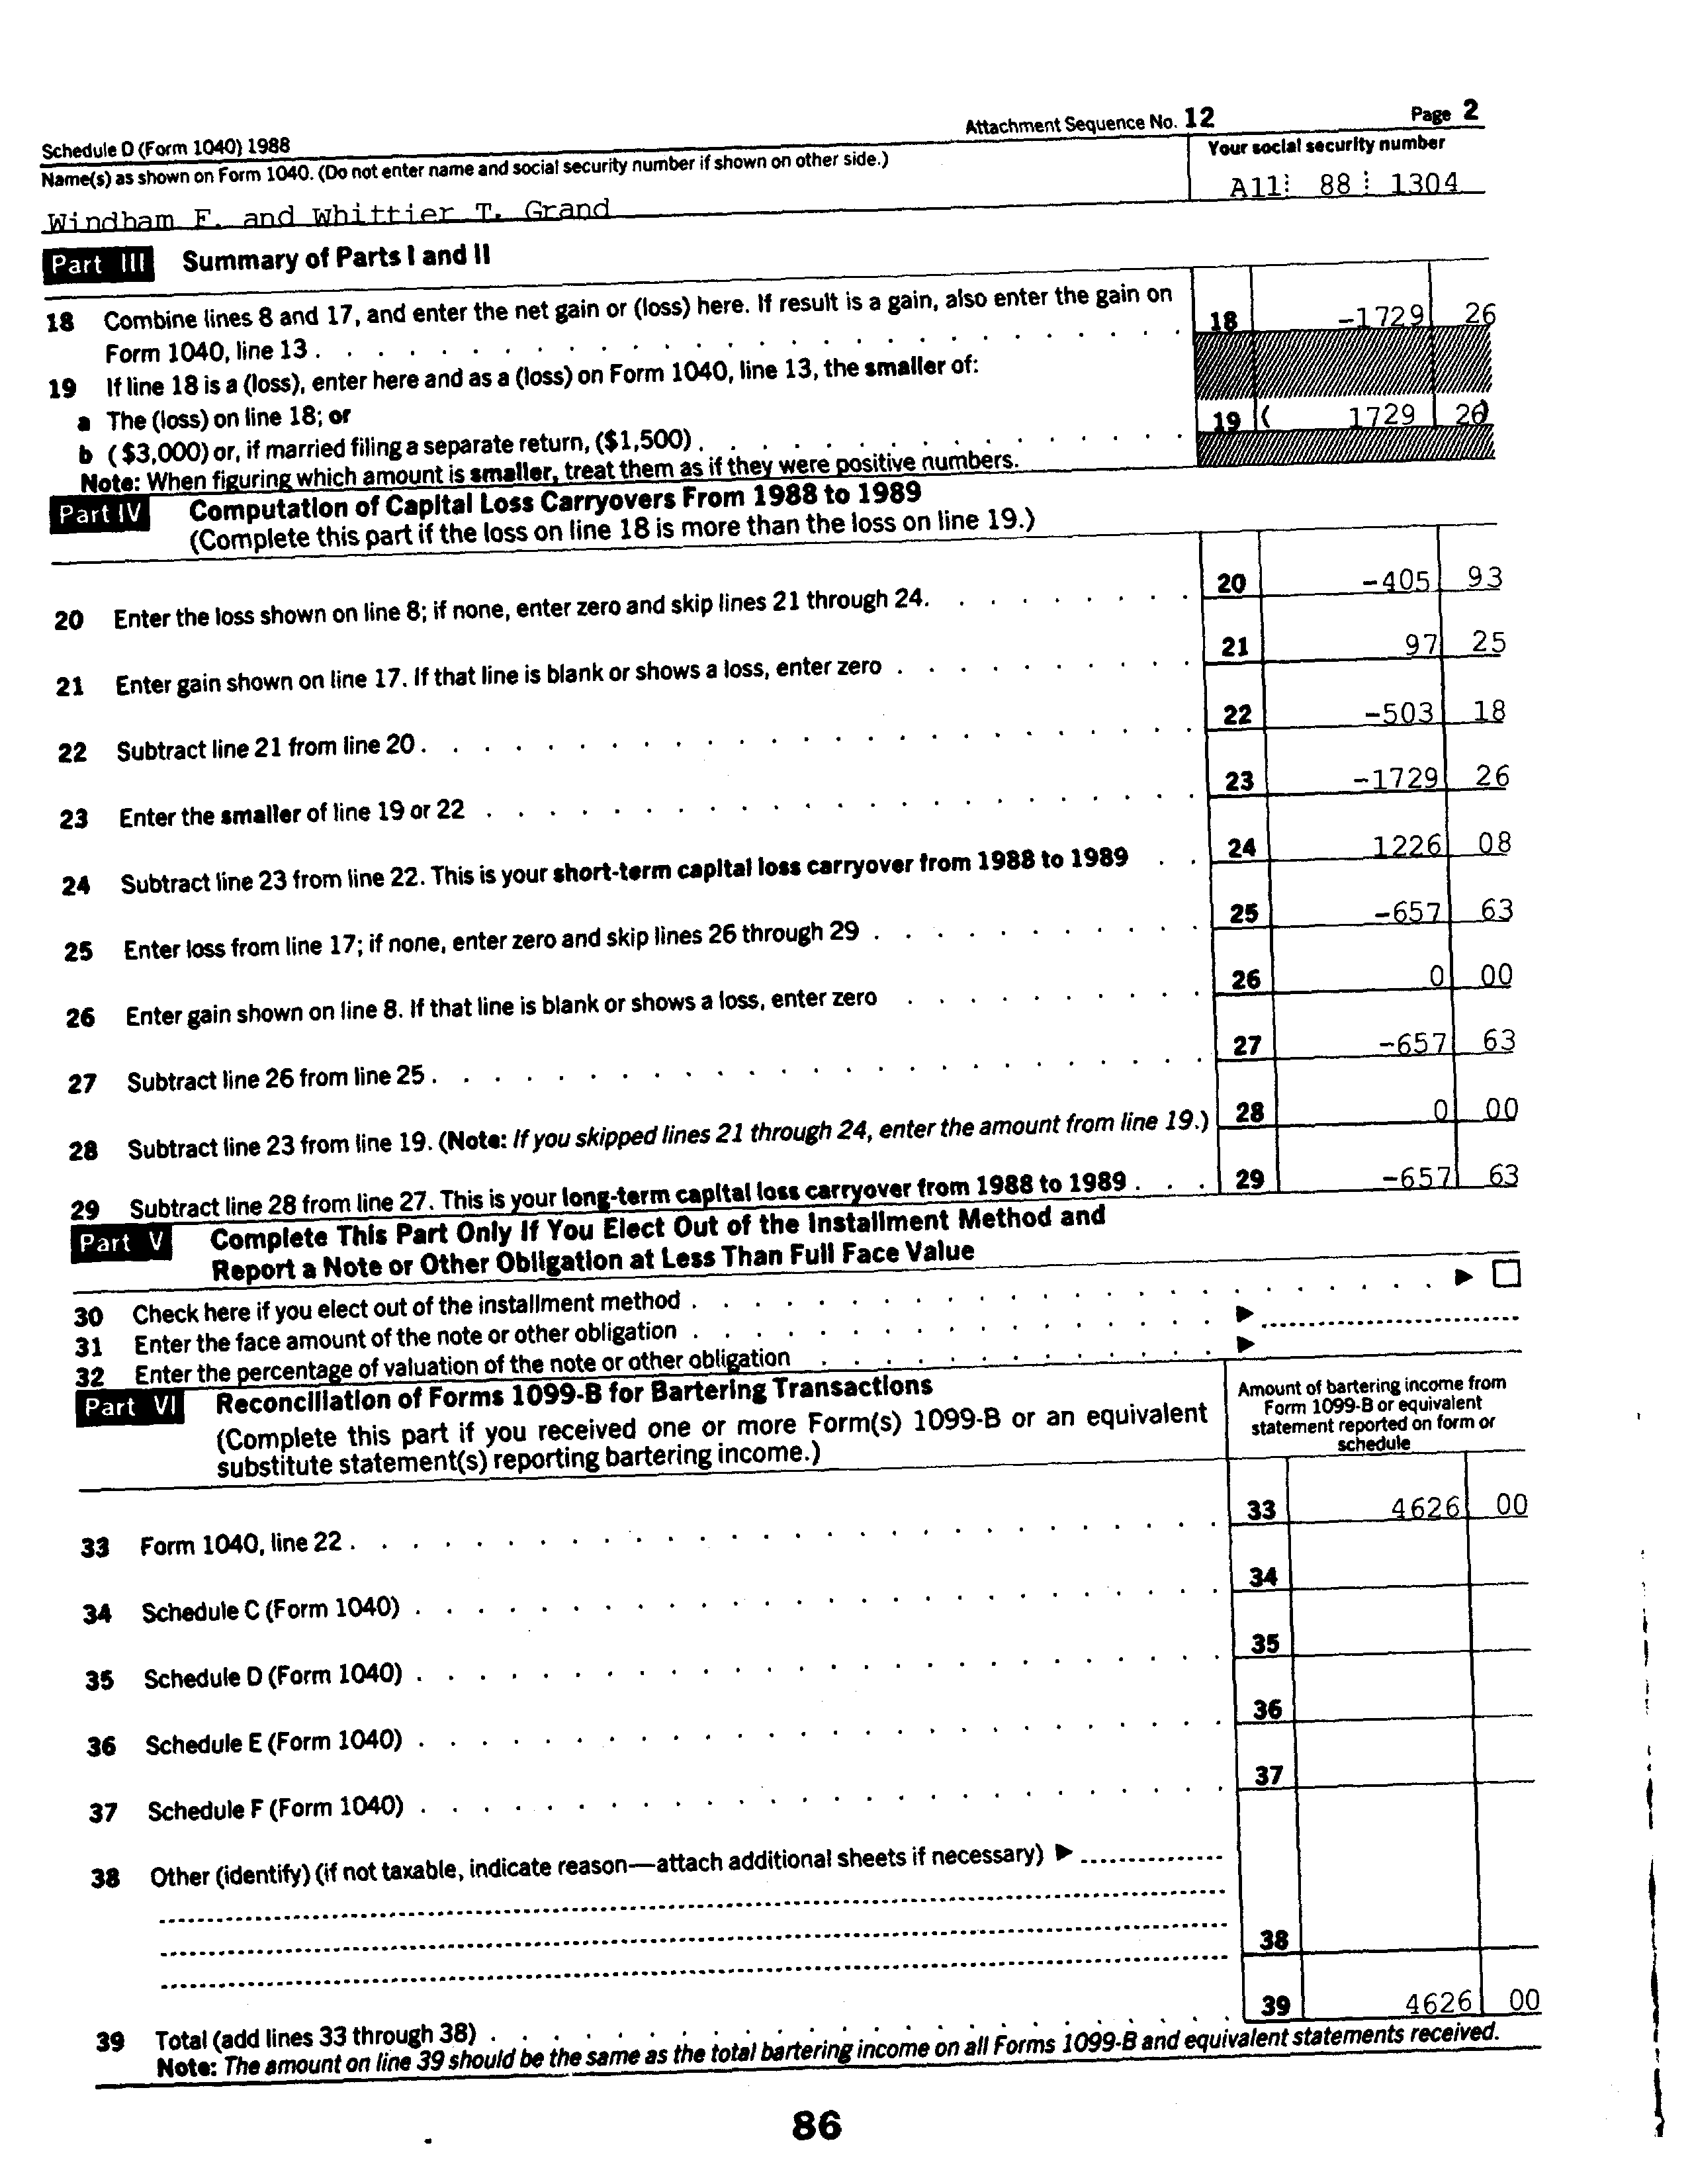 Schedule D (Form 1040) 1988
Attachment Sequence No. 12
Page 2
Name(s) as shown on Form 1040. (Do not enter name and social security number if shown on other side.)
Your social security number
Windham F. and Whittier T. Grand
A11 88 1304
Part III Summary of Parts I and II
18 Combine lines 8 and 17, and enter the net gain or (loss) here. If result is a gain, also enter the gain on
Form 1040, line 13 . . . . 18 -1729 26
19 If line 18 is a (loss), enter here and as a (loss) on Form 1040, line 13, the smaller of:
a The (loss) on line 18; or
b ($3,000) or, if married filing a separate return, ($1,500) . . . . 19 ( 1729 26)
Note: When figuring which amount is smaller, treat them as if they were positive numbers.
Part IV Computation of Capital Loss Carryovers From 1988 to 1989
(Complete this part if the loss on line 18 is more than the loss on line 19.)
20 Enter the loss shown on line 8; if none, enter zero and skip lines 21 through 24. . . . . 20 -405 93
21 Enter gain shown on line 17. If that line is blank or shows a loss, enter zero . . . . 21 97 25
22 Subtract line 21 from line 20 . . . . 22 -503 18
23 Enter the smaller of line 19 or 22 . . . . 23 -1729 26
24 Subtract line 23 from line 22. This is your short-term capital loss carryover from 1988 to 1989 . . 24 1226 08
25 Enter loss from line 17; if none, enter zero and skip lines 26 through 29 . . . . 25 -657 63
26 Enter gain shown on line 8. If that line is blank or shows a loss, enter zero . . . . 26 0 00
27 Subtract line 26 from line 25 . . . . 27 -657 63
28 Subtract line 23 from line 19. (Note: If you skipped lines 21 through 24, enter the amount from line 19.) 28 0 00
29 Subtract line 28 from line 27. This is your long-term capital loss carryover from 1988 to 1989 . . . 29 -657 63
Part V Complete This Part Only If You Elect Out of the Installment Method and
Report a Note or Other Obligation at Less Than Full Face Value
30 Check here if you elect out of the installment method . . . . ▶ ☐
31 Enter the face amount of the note or other obligation . . . . ▶
32 Enter the percentage of valuation of the note or other obligation . . . . ▶
Part VI Reconciliation of Forms 1099-B for Bartering Transactions
(Complete this part if you received one or more Form(s) 1099-B or an equivalent
substitute statement(s) reporting bartering income.)
Amount of bartering income from
Form 1099-B or equivalent
statement reported on form or
schedule
33 Form 1040, line 22 . . . . 33 4626 00
34 Schedule C (Form 1040) . . . . 34
35 Schedule D (Form 1040) . . . . 35
36 Schedule E (Form 1040) . . . . 36
37 Schedule F (Form 1040) . . . . 37
38 Other (identify) (if not taxable, indicate reason—attach additional sheets if necessary) ▶
38
39 Total (add lines 33 through 38) . . . . 39 4626 00
Note: The amount on line 39 should be the same as the total bartering income on all Forms 1099-B and equivalent statements received.
86